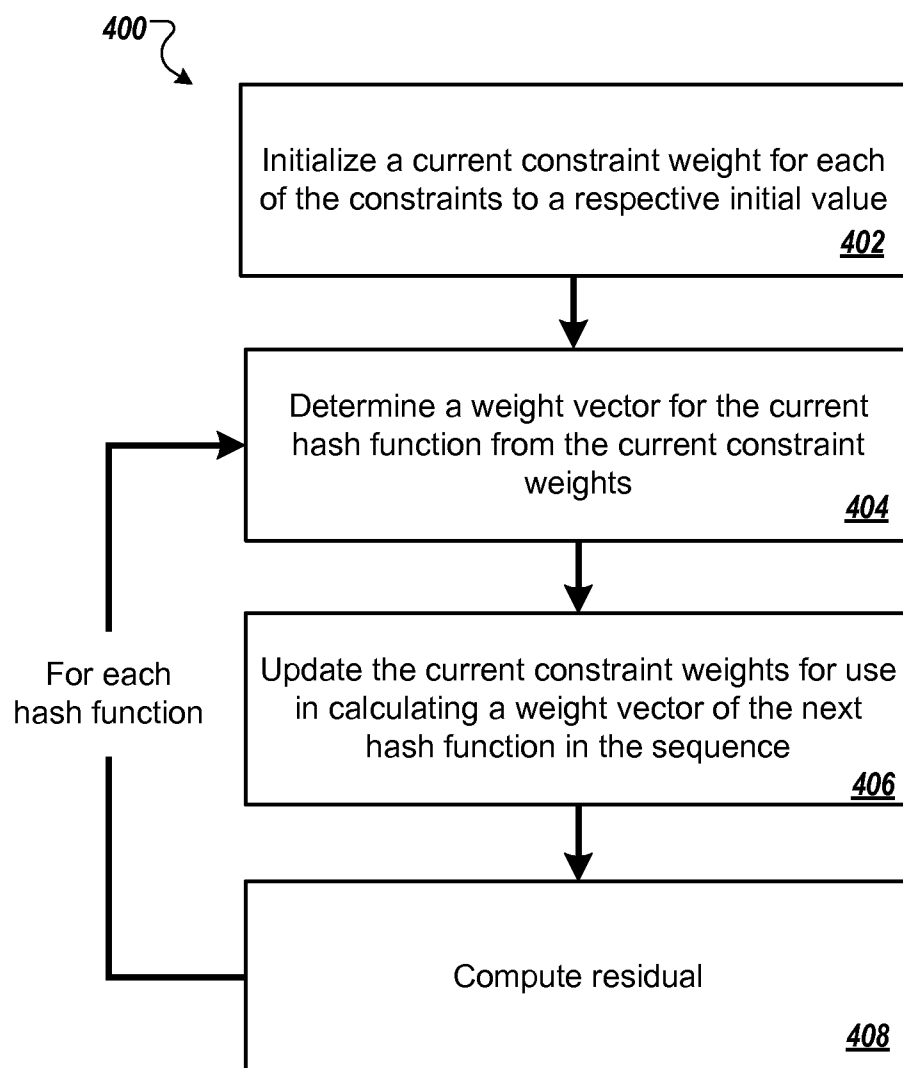 400
Initialize a current constraint weight for each
of the constraints to a respective initial value
402
Determine a weight vector for the current
hash function from the current constraint
weights
404
For each
hash function
Update the current constraint weights for use
in calculating a weight vector of the next
hash function in the sequence
406
Compute residual
408